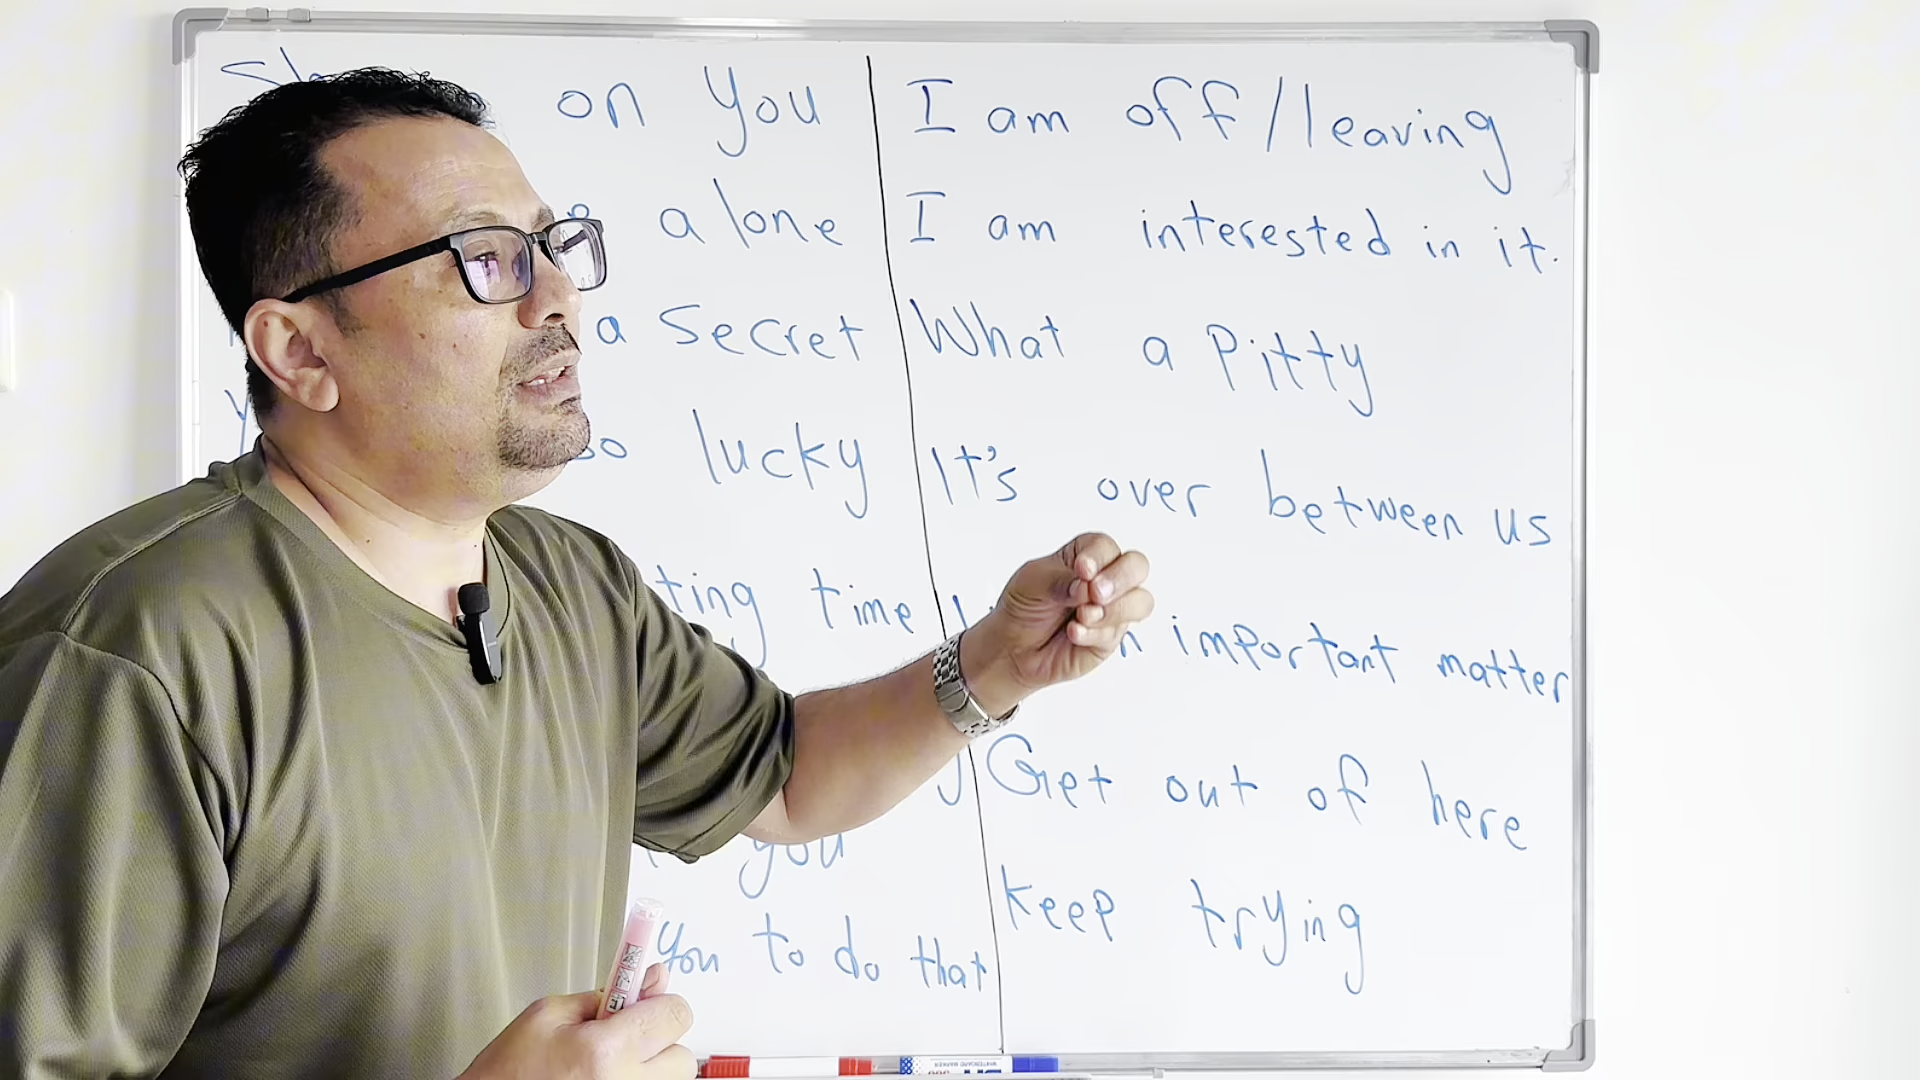 on you
alone
a secret
so lucky
time
you
you to do that
I am off/leaving
I am interested in it.
What a Pitty
It's over between us
important matter
Get out of here
Keep trying